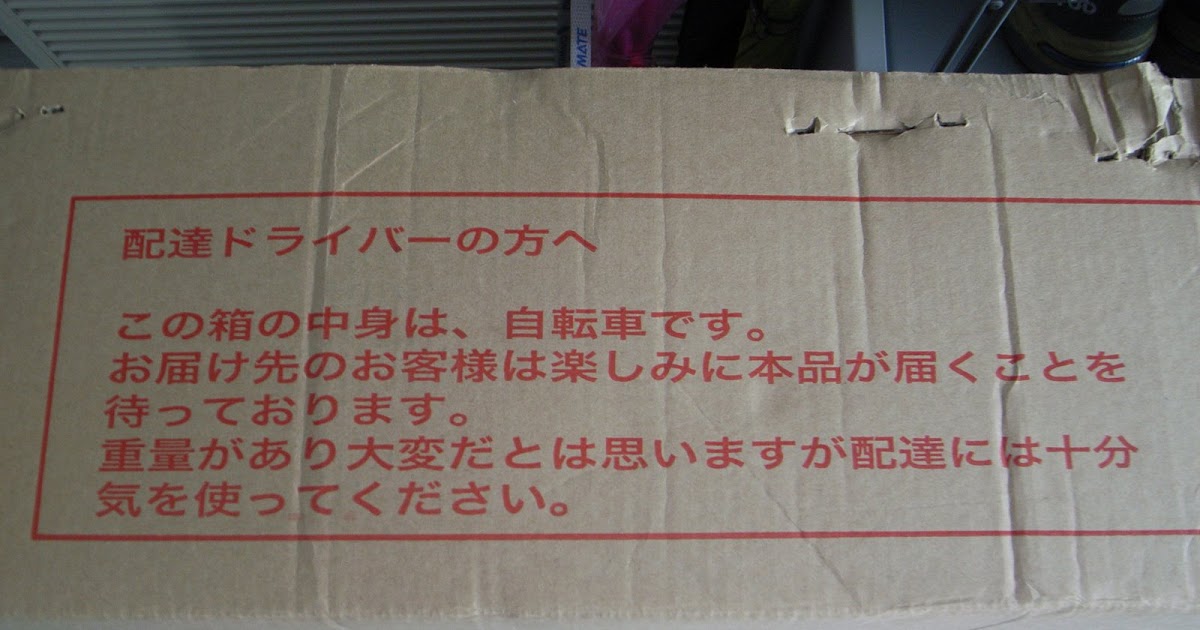 MATE
配達ドライバーの方へ
この箱の中身は、自転車です。
お届け先のお客様は楽しみに本品が届くことを
待っております。
重量があり大変だとは思いますが配達には十分
気を使ってください。